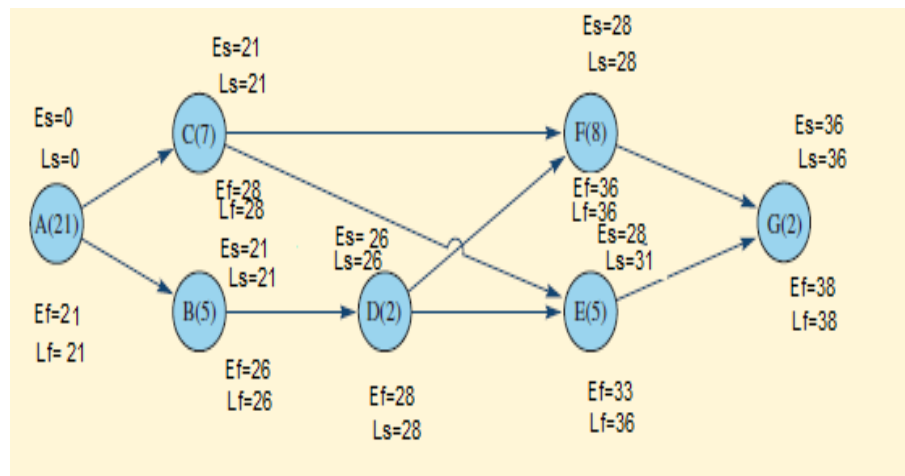 Es=28
Ls=28
Es=21
Ls=21
Es=0
Ls=0
C(7)
F(8)
Es=36
Ls=36
Ef=28
Lf=28
Ef=36
Lf=36
A(21)
G(2)
Es=21
Ls=21
Es= 26
Ls=26
Es=28
Ls=31
Ef=21
Lf= 21
B(5)
D(2)
E(5)
Ef=38
Lf=38
Ef=26
Lf=26
Ef=28
Ls=28
Ef=33
Lf=36